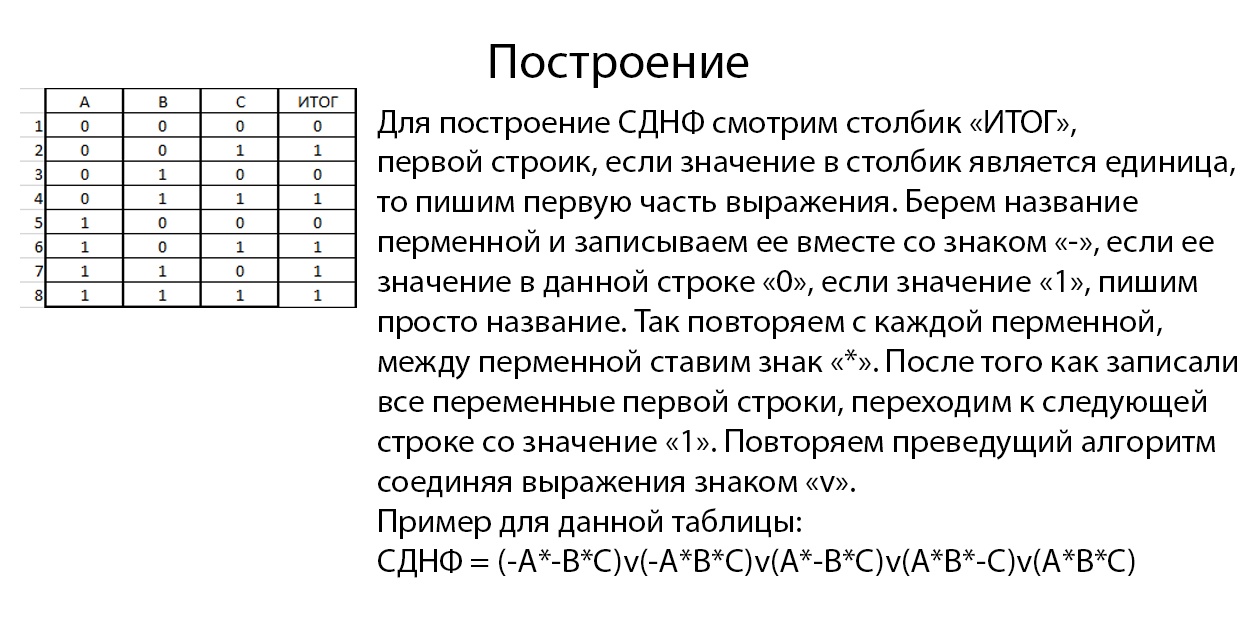 Построение
А В С ИТОГ
1 0 0 0 0
2 0 0 1 1
3 0 1 0 0
4 0 1 1 1
5 1 0 0 0
6 1 0 1 1
7 1 1 0 1
8 1 1 1 1
Для построение СДНФ смотрим столбик «ИТОГ»,
первой строик, если значение в столбик является единица,
то пишим первую часть выражения. Берем название
перменной и записываем ее вместе со знаком «-», если ее
значение в данной строке «0», если значение «1», пишим
просто название. Так повторяем с каждой перменной,
между перменной ставим знак «*». После того как записали
все переменные первой строки, переходим к следующей
строке со значение «1». Повторяем преведущий алгоритм
соединяя выражения знаком «v».
Пример для данной таблицы:
СДНФ = (-A*-B*C)v(-A*B*C)v(A*-B*C)v(A*B*-C)v(A*B*C)